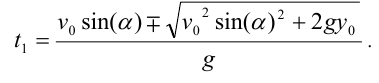 t₁ = (v₀ sin(α) ∓ √(v₀² sin(α)² + 2gy₀)) / g .